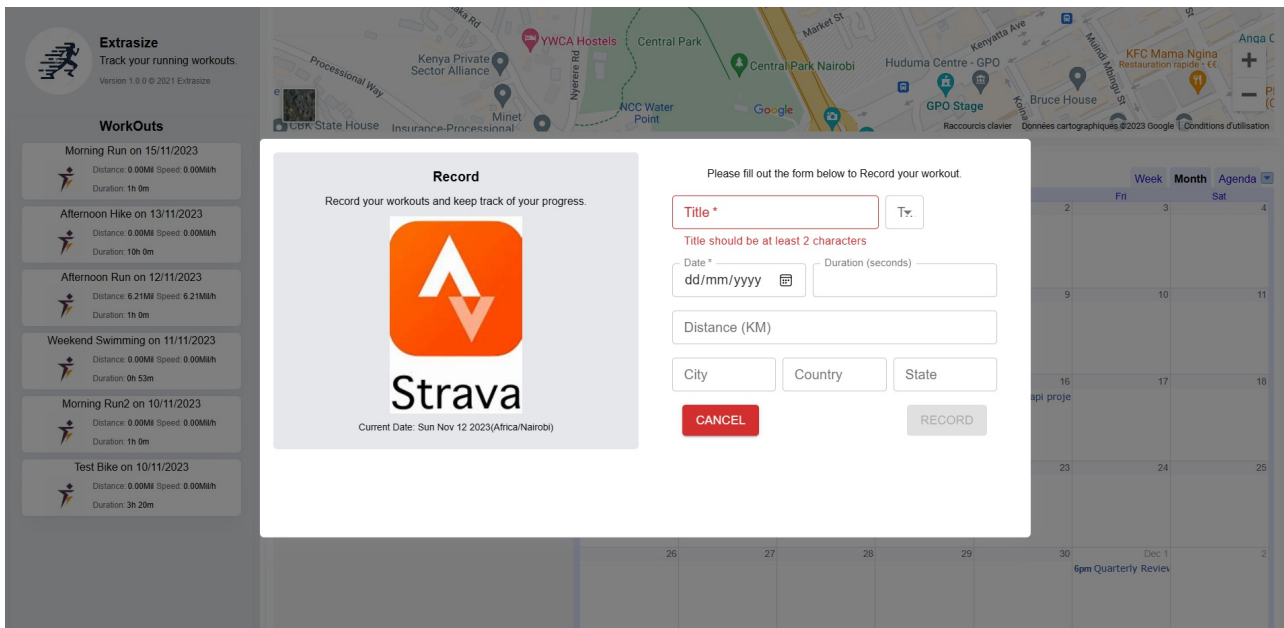 Extrasize
Track your running workouts.
Version 1.0.0 © 2021 Extrasize
WorkOuts
Morning Run on 15/11/2023
Distance: 0.00Mil Speed: 0.00Mil/h
Duration: 1h 0m
Afternoon Hike on 13/11/2023
Distance: 0.00Mil Speed: 0.00Mil/h
Duration: 10h 0m
Afternoon Run on 12/11/2023
Distance: 6.21Mil Speed: 6.21Mil/h
Duration: 1h 0m
Weekend Swimming on 11/11/2023
Distance: 0.00Mil Speed: 0.00Mil/h
Duration: 0h 53m
Morning Run2 on 10/11/2023
Distance: 0.00Mil Speed: 0.00Mil/h
Duration: 1h 0m
Test Bike on 10/11/2023
Distance: 0.00Mil Speed: 0.00Mil/h
Duration: 3h 20m
Rd
Processional Way
Kenya Private
Sector Alliance
YWCA Hostels
Nyerere Rd
Central Park
Market St
Central Park Nairobi
Huduma Centre - GPO
Kenyatta Ave
Muindi Mbingu St
KFC Mama Ngina
Restauration rapide • €€
Anga C
State House
Insurance-Processional
Minet
NCC Water
Point
Google
GPO Stage
Koinange St
Bruce House
Raccourcis clavier
Données cartographiques ©2023 Google
Conditions d'utilisation
Record
Record your workouts and keep track of your progress.
Strava
Current Date: Sun Nov 12 2023(Africa/Nairobi)
Please fill out the form below to Record your workout.
Title *
T...
Title should be at least 2 characters
Date *
dd/mm/yyyy
Duration (seconds)
Distance (KM)
City
Country
State
CANCEL
RECORD
Week Month Agenda
Fri Sat
2 3 4
9 10 11
16 17 18
api proje
23 24 25
26 27 28 29 30 Dec 1 2
6pm Quarterly Review